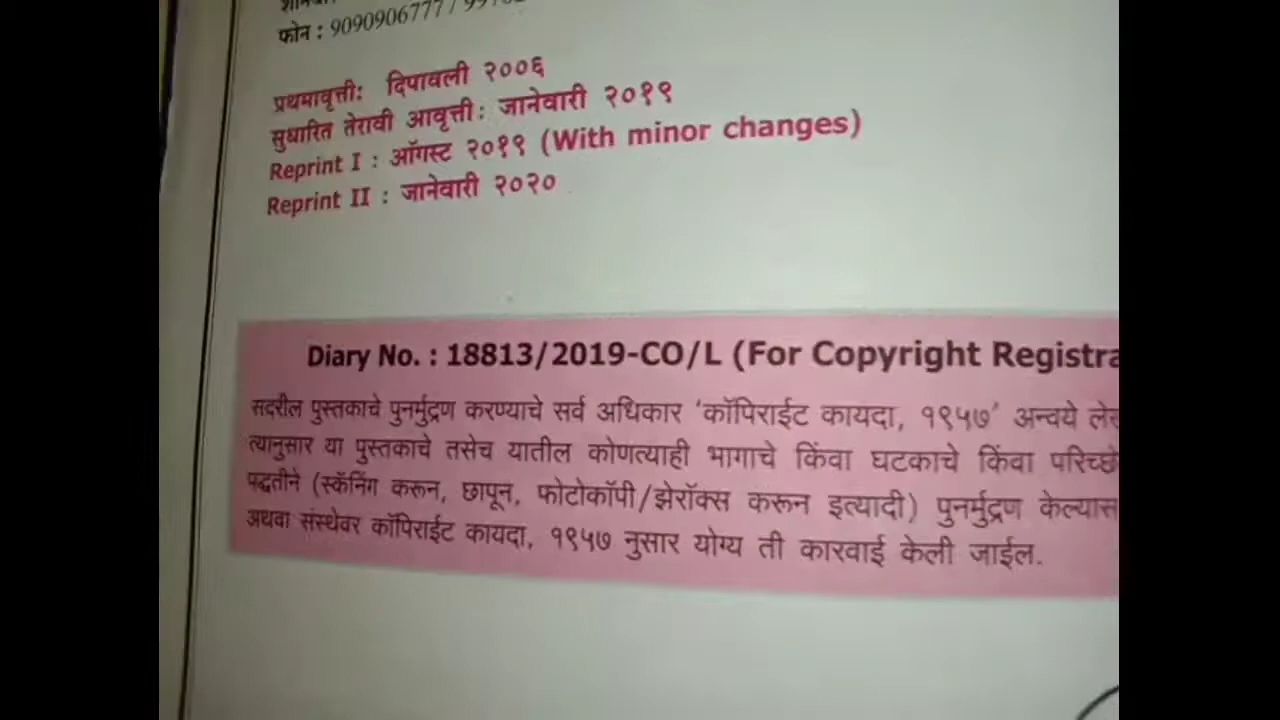 फोन : 9090906777 /
प्रथमावृत्तीः दिपावली २००६
सुधारित तेरावी आवृत्ती : जानेवारी २०१९
Reprint I : ऑगस्ट २०१९ (With minor changes)
Reprint II : जानेवारी २०२०
Diary No. : 18813/2019-CO/L (For Copyright Registra
सदरील पुस्तकाचे पुनर्मुद्रण करण्याचे सर्व अधिकार 'कॉपिराईट कायदा, १९५७' अन्वये
त्यानुसार या पुस्तकाचे तसेच यातील कोणत्याही भागाचे किंवा घटकाचे किंवा परिच्छे
पद्धतीने (स्कॅनिंग करून, छापून, फोटोकॉपी/झेरॉक्स करून इत्यादी) पुनर्मुद्रण केल्यास
अथवा संस्थेवर कॉपिराईट कायदा, १९५७ नुसार योग्य ती कारवाई केली जाईल.